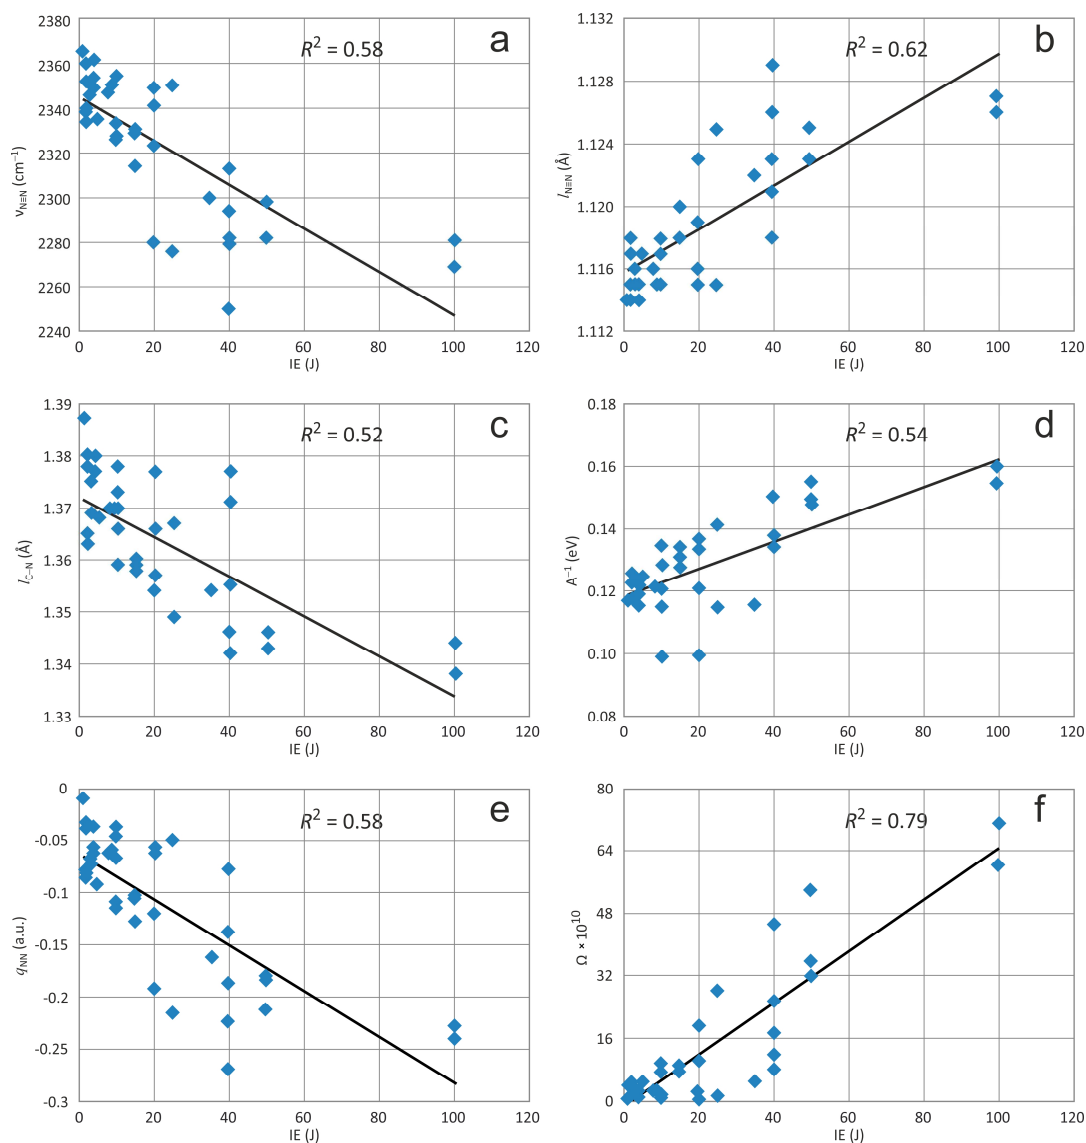 a
R² = 0.58
2380
2360
2340
2320
2300
2280
2260
2240
νN≡N (cm⁻¹)
0 20 40 60 80 100 120
IE (J)
b
R² = 0.62
1.132
1.128
1.124
1.120
1.116
1.112
lN≡N (Å)
0 20 40 60 80 100 120
IE (J)
c
R² = 0.52
1.39
1.38
1.37
1.36
1.35
1.34
1.33
lC–N (Å)
0 20 40 60 80 100 120
IE (J)
d
R² = 0.54
0.18
0.16
0.14
0.12
0.10
0.08
A⁻¹ (eV)
0 20 40 60 80 100 120
IE (J)
e
R² = 0.58
0
-0.05
-0.1
-0.15
-0.2
-0.25
-0.3
qNN (a.u.)
0 20 40 60 80 100 120
IE (J)
f
R² = 0.79
80
64
48
32
16
0
Ω × 10¹⁰
0 20 40 60 80 100 120
IE (J)